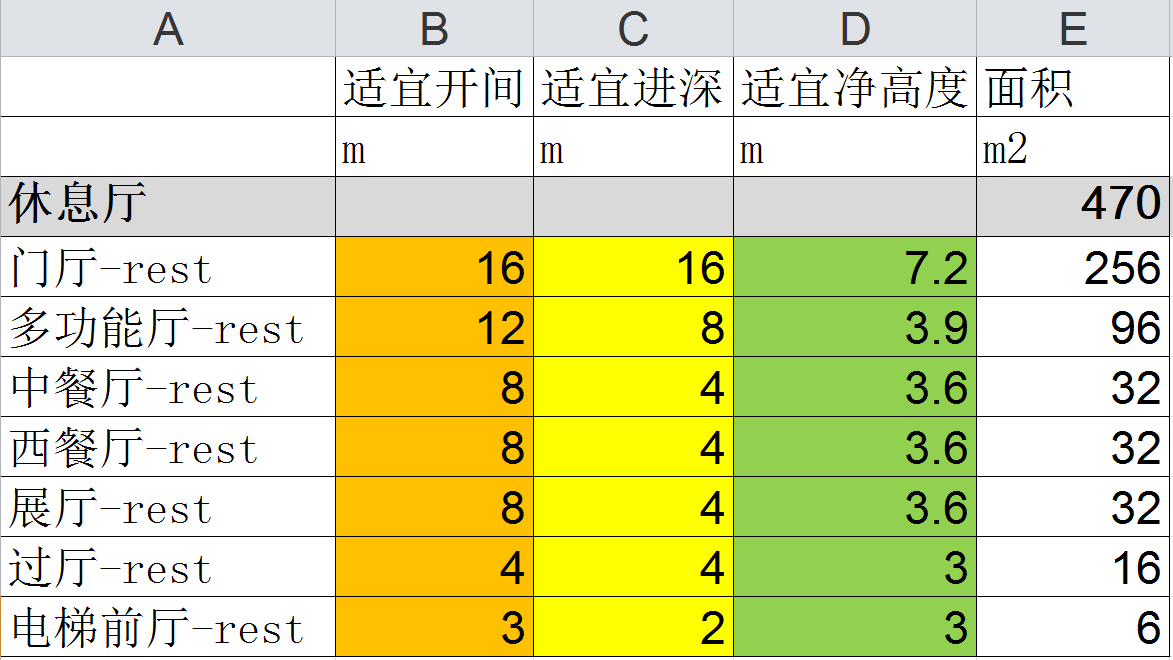 A B C D E
适宜开间 适宜进深 适宜净高度 面积
m m m m2
休息厅 470
门厅-rest 16 16 7.2 256
多功能厅-rest 12 8 3.9 96
中餐厅-rest 8 4 3.6 32
西餐厅-rest 8 4 3.6 32
展厅-rest 8 4 3.6 32
过厅-rest 4 4 3 16
电梯前厅-rest 3 2 3 6